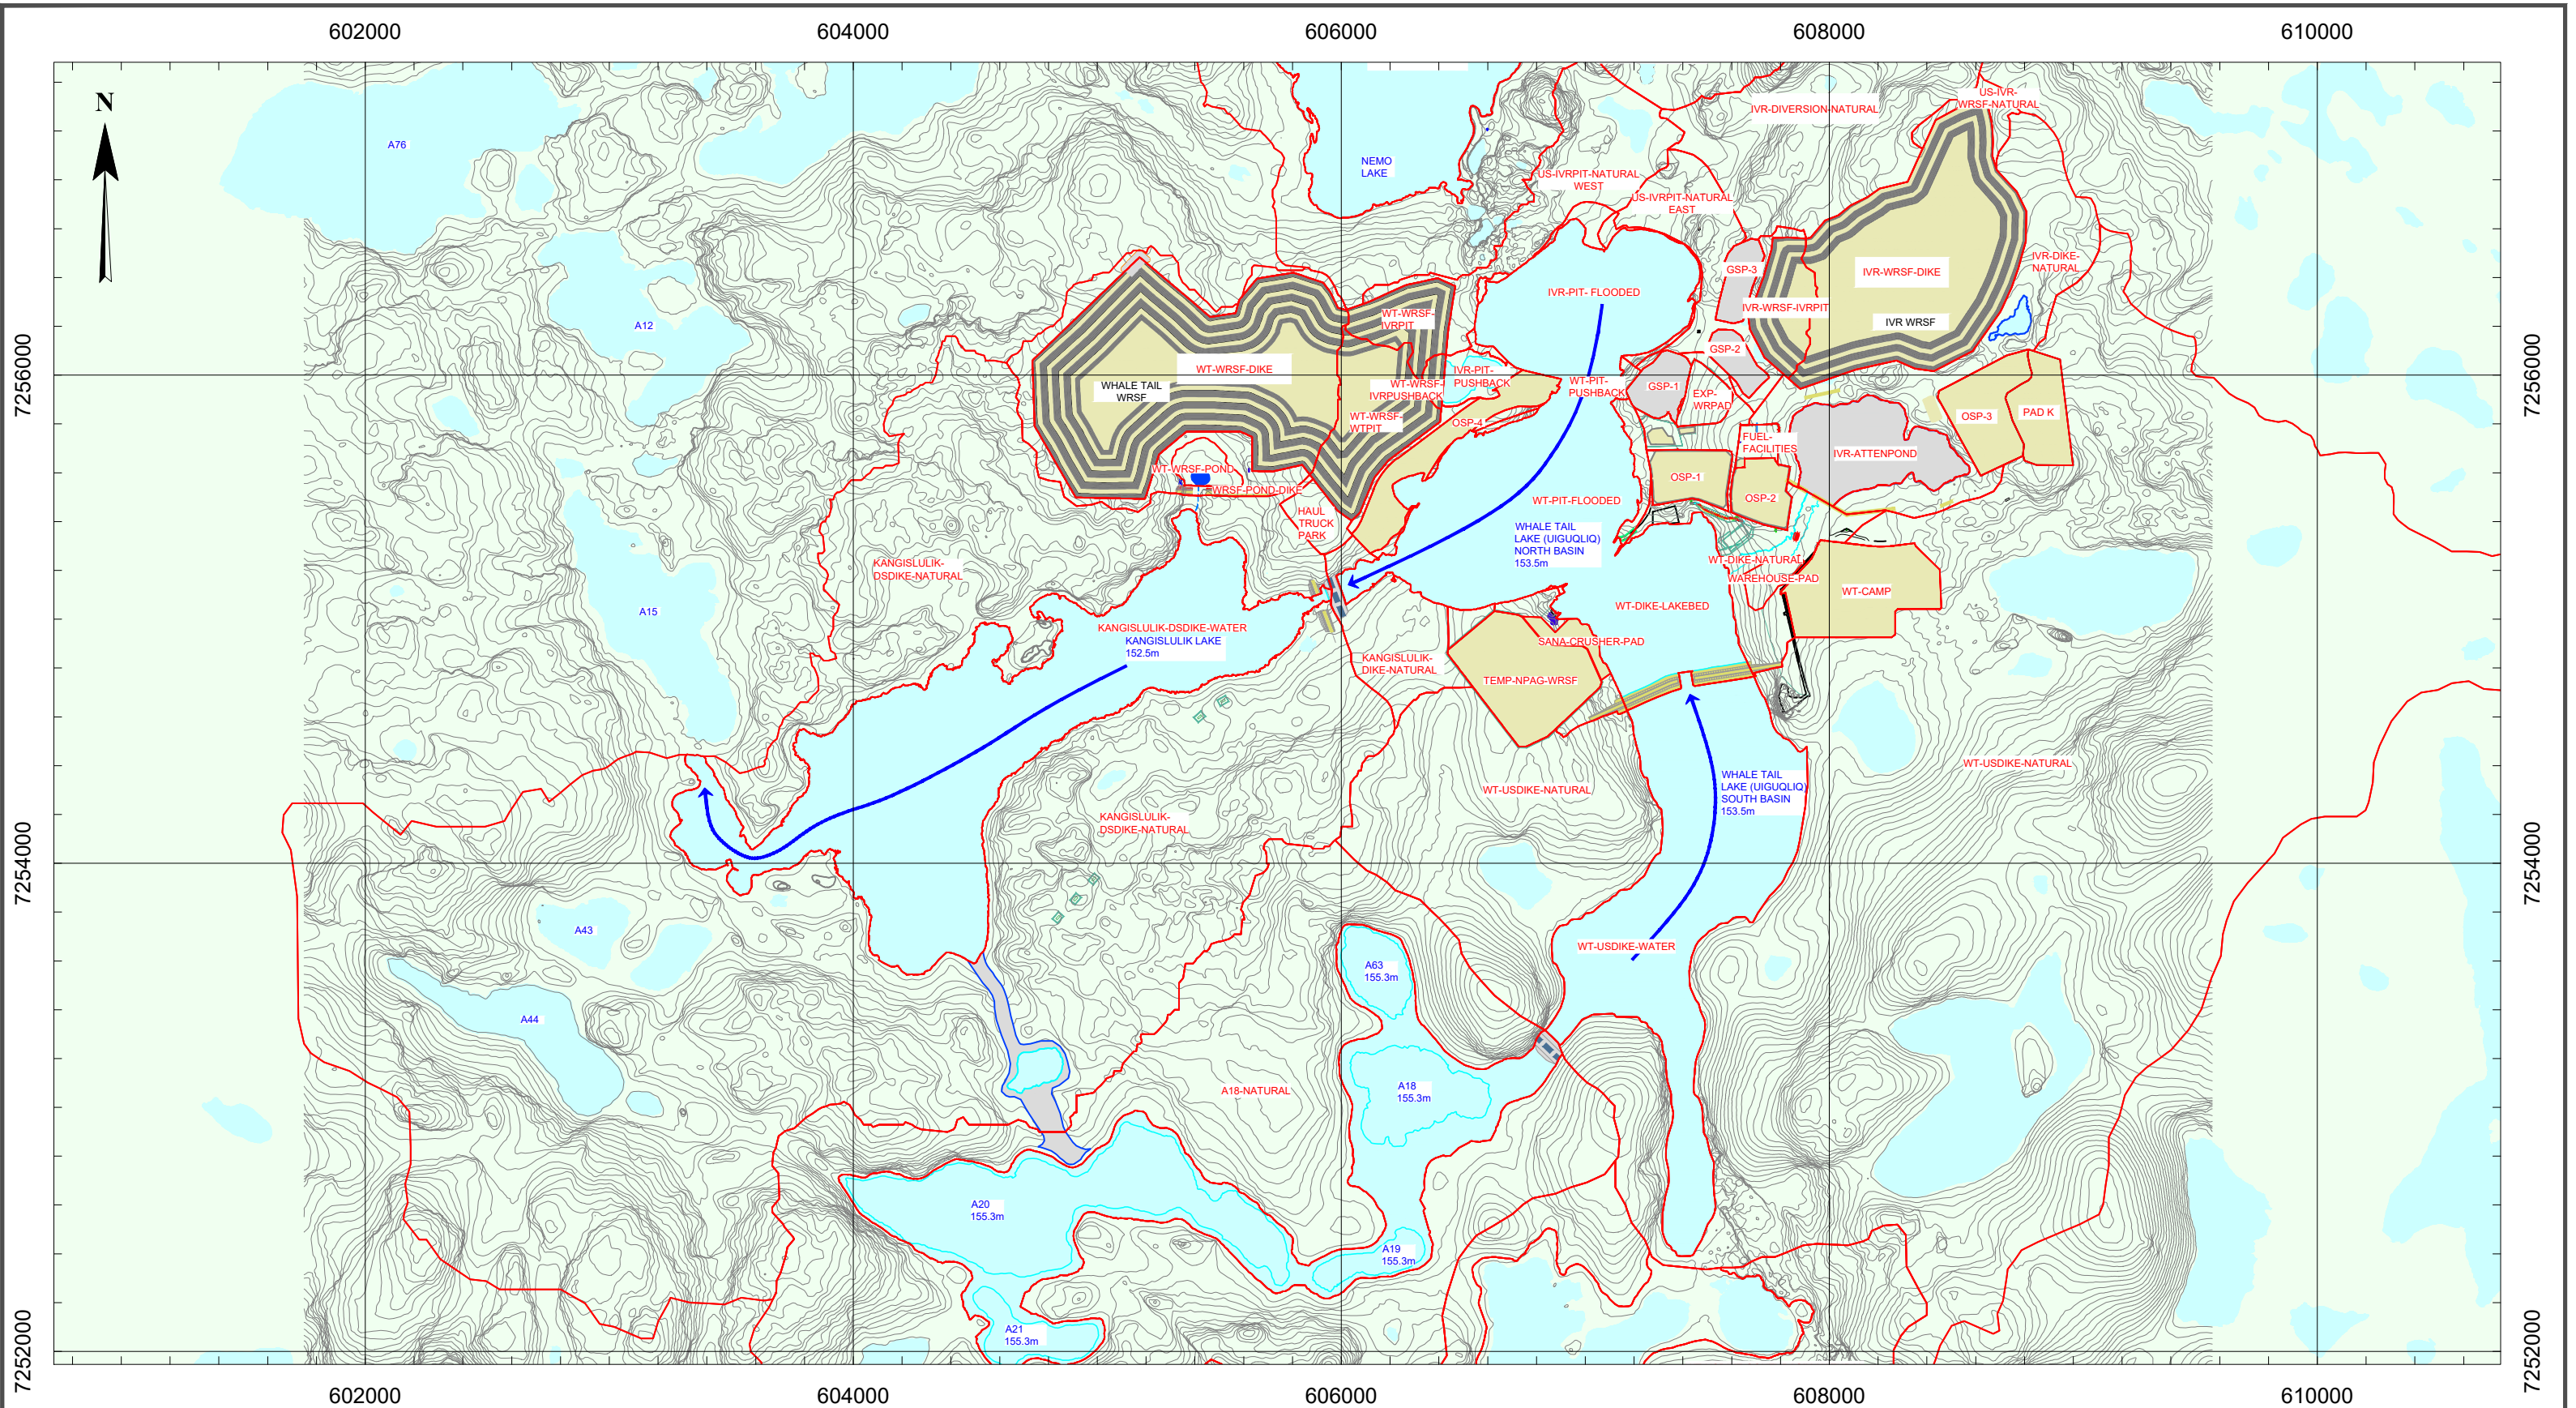 602000
604000
606000
608000
610000
N
A76
NEMO
LAKE
IVR-DIVERSION-NATURAL
US-IVR-
WRSF-NATURAL
US-IVRPIT-NATURAL
WEST
US-IVRPIT-NATURAL
EAST
IVR-PIT- FLOODED
GSP-3
IVR-WRSF-DIKE
IVR-DIKE-
NATURAL
IVR-WRSF-IVRPIT
IVR WRSF
A12
WT-WRSF-
IVRPIT
GSP-2
7256000
7256000
WT-WRSF-DIKE
WHALE TAIL
WRSF
IVR-PIT-
PUSHBACK
WT-WRSF-
IVRPUSHBACK
WT-PIT-
PUSHBACK
GSP-1
EXP-
WRPAD
WT-WRSF-
WTPIT
OSP-4
OSP-3
PAD K
FUEL-
FACILITIES
IVR-ATTENPOND
WT-WRSF-POND
WRSF-POND-DIKE
OSP-1
OSP-2
WT-PIT-FLOODED
HAUL
TRUCK
PARK
WHALE TAIL
LAKE (UIGUQLIQ)
NORTH BASIN
153.5m
KANGISLULIK-
DSDIKE-NATURAL
WT-DIKE-NATURAL
WAREHOUSE-PAD
WT-CAMP
A15
WT-DIKE-LAKEBED
KANGISLULIK-DSDIKE-WATER
KANGISLULIK LAKE
152.5m
SANA-CRUSHER-PAD
KANGISLULIK-
DIKE-NATURAL
TEMP-NPAG-WRSF
WT-USDIKE-NATURAL
WT-USDIKE-NATURAL
WHALE TAIL
LAKE (UIGUQLIQ)
SOUTH BASIN
153.5m
KANGISLULIK-
DSDIKE-NATURAL
7254000
7254000
A43
WT-USDIKE-WATER
A63
155.3m
A44
A18-NATURAL
A18
155.3m
A20
155.3m
A19
155.3m
A21
155.3m
7252000
7252000
602000
604000
606000
608000
610000